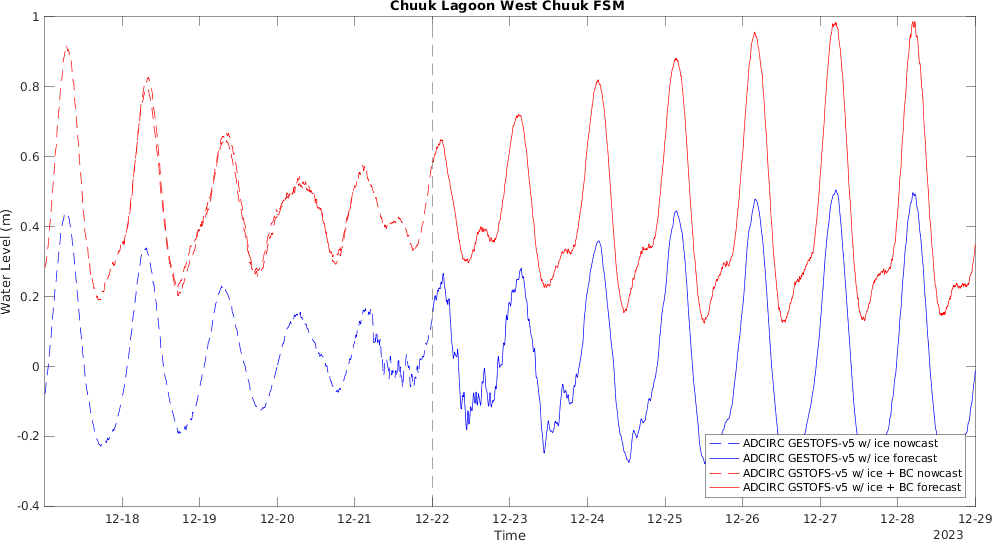 Chuuk Lagoon West Chuuk FSM
1
0.8
0.6
0.4
0.2
0
-0.2
-0.4
Water Level (m)
ADCIRC GESTOFS-v5 w/ ice nowcast
ADCIRC GESTOFS-v5 w/ ice forecast
ADCIRC GSTOFS-v5 w/ ice + BC nowcast
ADCIRC GSTOFS-v5 w/ ice + BC forecast
12-18 12-19 12-20 12-21 12-22 12-23 12-24 12-25 12-26 12-27 12-28 12-29
Time
2023